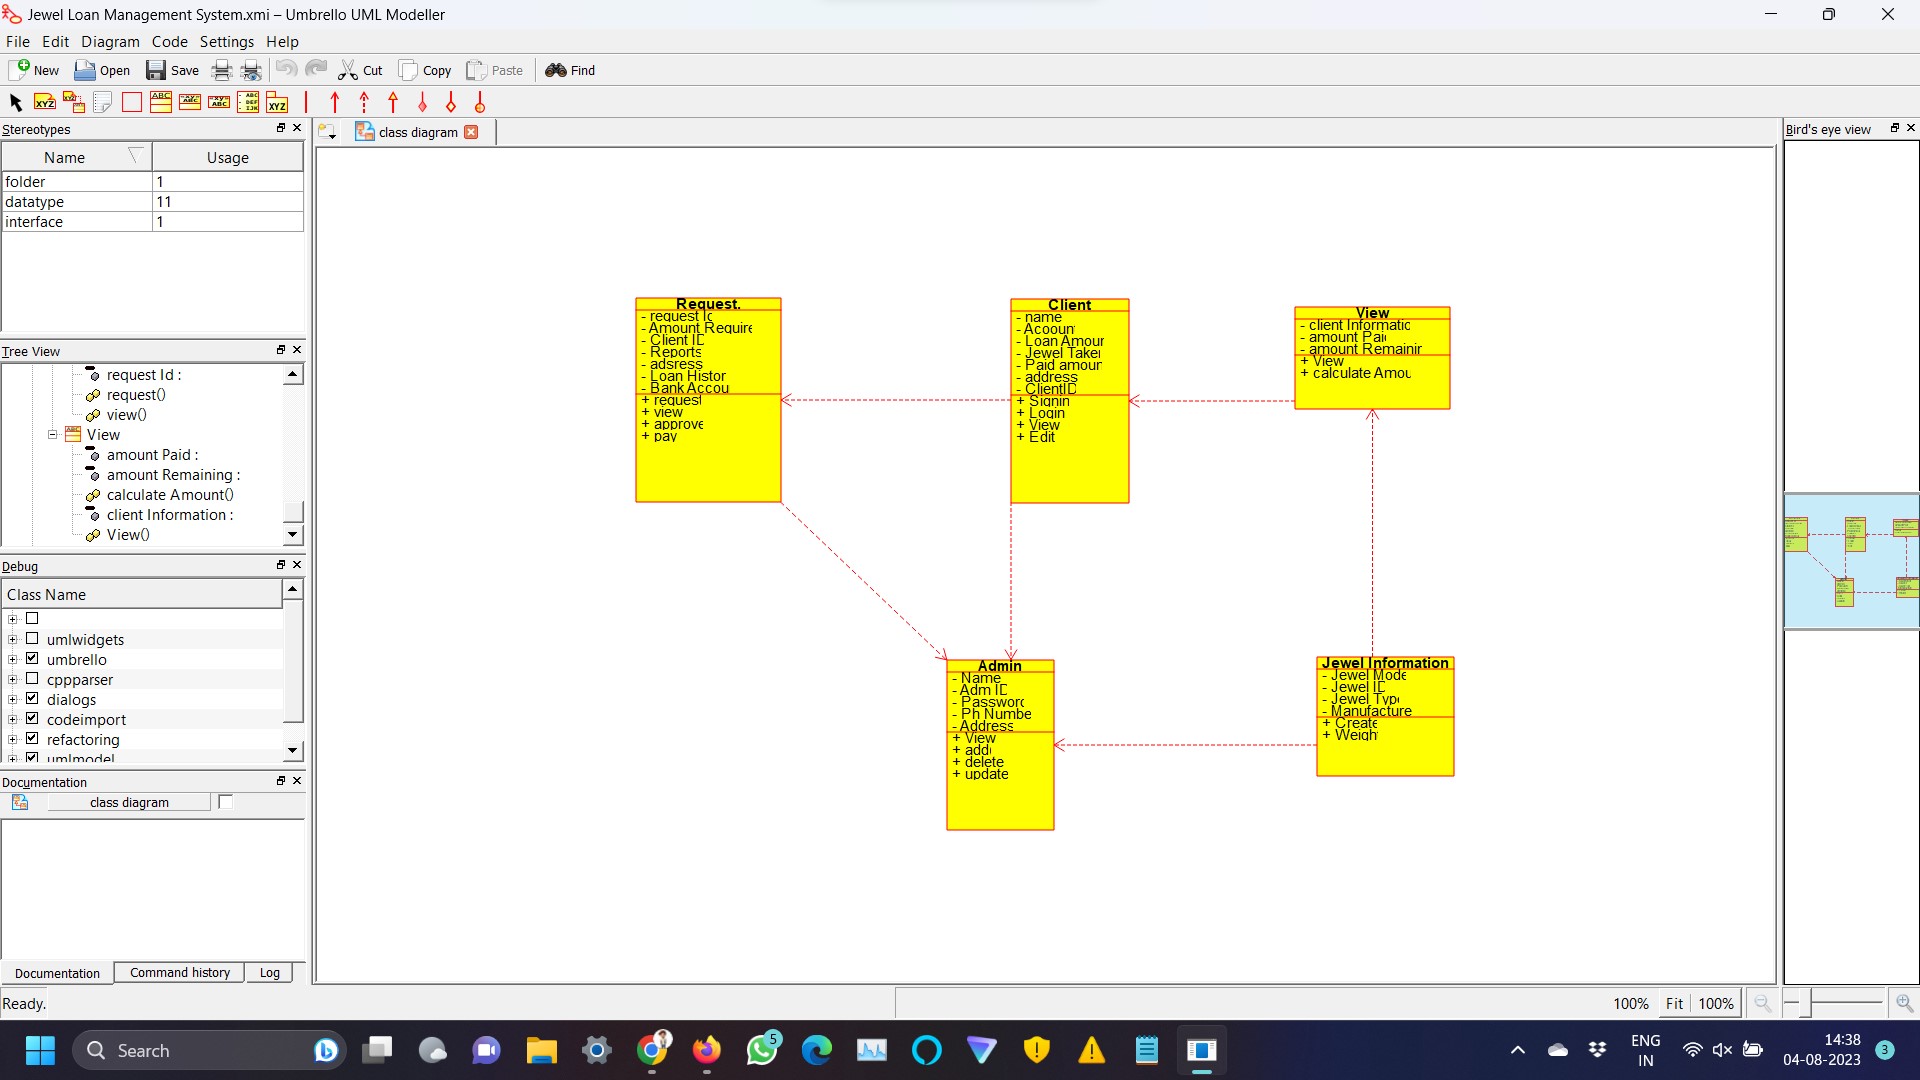 Jewel Loan Management System.xmi – Umbrello UML Modeller
File Edit Diagram Code Settings Help
New Open Save Cut Copy Paste Find
Stereotypes
Name Usage
folder 1
datatype 11
interface 1
Tree View
request Id :
request()
view()
View
amount Paid :
amount Remaining :
calculate Amount()
client Information :
View()
Debug
Class Name
umlwidgets
umbrello
cppparser
dialogs
codeimport
refactoring
umlmodel
Documentation
class diagram
Documentation Command history Log
Ready.
class diagram
Request.
- request Id
- Amount Require
- Client ID
- Reports
- adsress
- Loan Histor
- Bank Accou
+ request
+ view
+ approve
+ pay
Client
- name
- Acoount
- Loan Amour
- Jewel Taker
- Paid amour
- address
- ClientID
+ Signin
+ Login
+ View
+ Edit
View
- client Informatic
- amount Paid
- amount Remainir
+ View
+ calculate Amou
Admin
- Name
- Adm ID
- Password
- Ph Numbe
- Address
+ View
+ add
+ delete
+ update
Jewel Information
- Jewel Mode
- Jewel ID
- Jewel Type
- Manufacture
+ Create
+ Weight
Bird's eye view
100% Fit 100%
Search
5
ENG
IN
14:38
04-08-2023
3